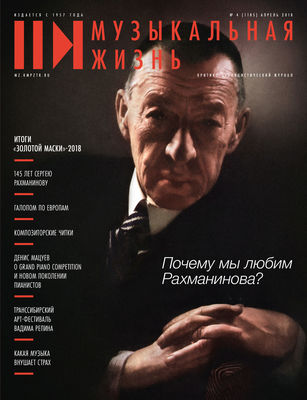 ИЗДАЕТСЯ С 1957 ГОДА
№ 4 (1185) АПРЕЛЬ 2018
МУЗЫКАЛЬНАЯ
ЖИЗНЬ
MZ.KMPZTR.RU
КРИТИКО-ПУБЛИЦИСТИЧЕСКИЙ ЖУРНАЛ
ИТОГИ
«ЗОЛОТОЙ МАСКИ»-2018
145 ЛЕТ СЕРГЕЮ
РАХМАНИНОВУ
ГАЛОПОМ ПО ЕВРОПАМ
КОМПОЗИТОРСКИЕ ЧИТКИ
ДЕНИС МАЦУЕВ
О GRAND PIANO COMPETITION
И НОВОМ ПОКОЛЕНИИ
ПИАНИСТОВ
ТРАНССИБИРСКИЙ
АРТ-ФЕСТИВАЛЬ
ВАДИМА РЕПИНА
КАКАЯ МУЗЫКА
ВНУШАЕТ СТРАХ
Почему мы любим
Рахманинова?